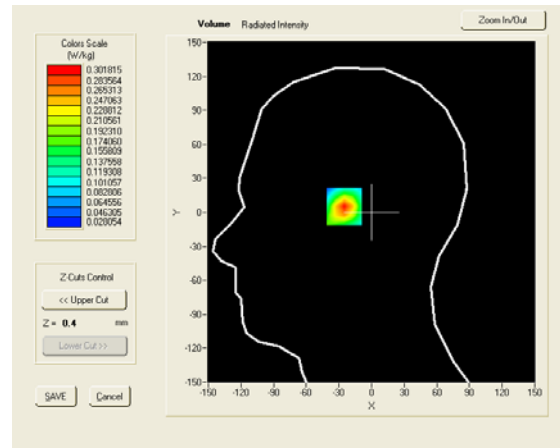 Volume Radiated Intensity
Zoom In/Out
Colors Scale
(W/kg)
0.301815
0.283564
0.265313
0.247063
0.228812
0.210561
0.192310
0.174060
0.155809
0.137558
0.119308
0.101057
0.082806
0.064556
0.046305
0.028054
Z-Cuts Control
<< Upper Cut
Z = 0.4 mm
Lower Cut >>
SAVE Cancel
150
120
90
60
30
Y 0
-30
-60
-90
-120
-150
-150 -120 -90 -60 -30 0 30 60 90 120 150
X